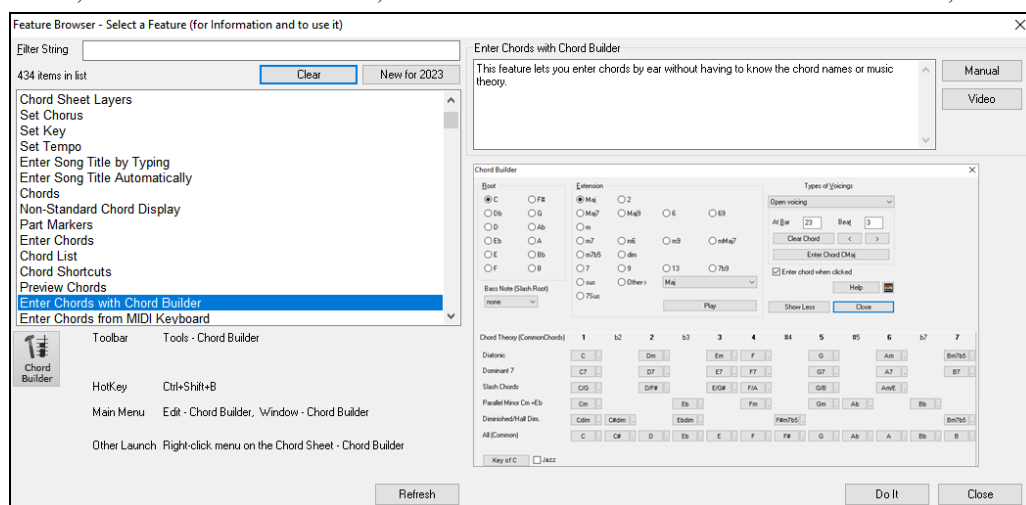 Feature Browser - Select a Feature (for Information and to use it)
Filter String
434 items in list
Clear
New for 2023
Chord Sheet Layers
Set Chorus
Set Key
Set Tempo
Enter Song Title by Typing
Enter Song Title Automatically
Chords
Non-Standard Chord Display
Part Markers
Enter Chords
Chord List
Chord Shortcuts
Preview Chords
Enter Chords with Chord Builder
Enter Chords from MIDI Keyboard
Chord Builder
Toolbar Tools - Chord Builder
HotKey Ctrl+Shift+B
Main Menu Edit - Chord Builder, Window - Chord Builder
Other Launch Right-click menu on the Chord Sheet - Chord Builder
Refresh
Enter Chords with Chord Builder
This feature lets you enter chords by ear without having to know the chord names or music
theory.
Manual
Video
Chord Builder
Root
C F#
Db G
D Ab
Eb A
E Bb
F B
Bass Note (Slash Root)
none
Extension
Maj 2
Maj7 Maj9 6 69
m
m7 m6 m9 mMaj7
m7b5 dim
7 9 13 7b9
sus Other-> Maj
7Sus
Play
Types of Voicings
Open voicing
At Bar 23 Beat 3
Clear Chord < >
Enter Chord CMaj
Enter chord when clicked
Help
Show Less Close
Chord Theory (CommonChords) 1 b2 2 b3 3 4 #4 5 #5 6 b7 7
Diatonic C Dm Em F G Am Bm7b5
Dominant 7 C7 D7 E7 F7 G7 A7 B7
Slash Chords C/G D/F# E/G# F/A G/B Am/E
Parallel Minor Cm =Eb Cm Eb Fm Gm Ab Bb
Diminished/Half Dim. Cdim C#dim Ebdim F#m7b5 Bm7b5
All (Common) C C# D Eb E F F# G Ab A Bb B
Key of C Jazz
Do It
Close